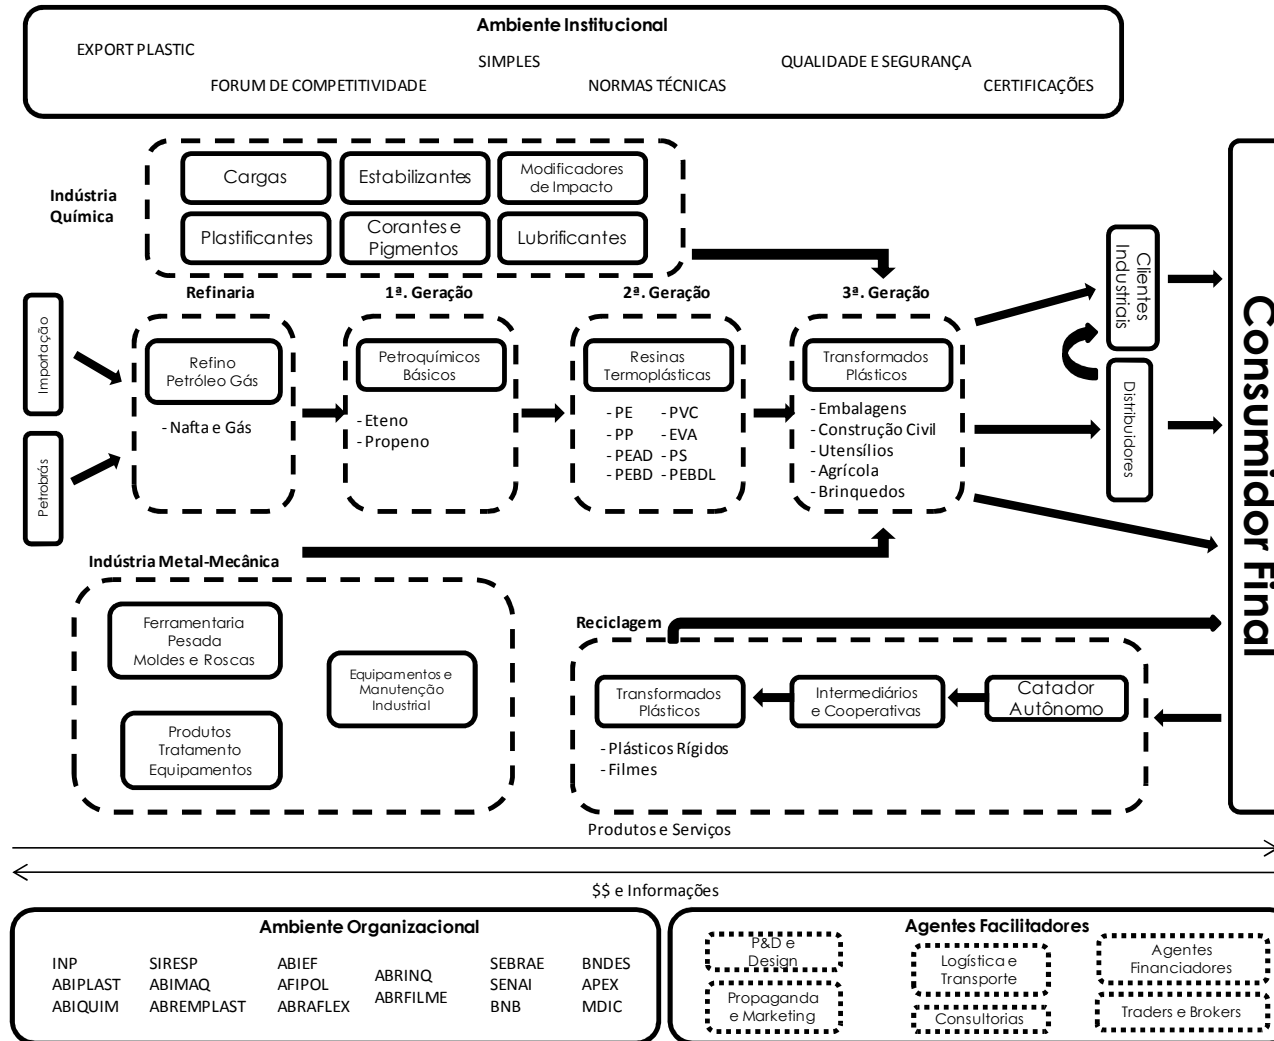 Ambiente Institucional
EXPORT PLASTIC
SIMPLES
QUALIDADE E SEGURANÇA
FORUM DE COMPETITIVIDADE
NORMAS TÉCNICAS
CERTIFICAÇÕES
Indústria
Química
Cargas
Estabilizantes
Modificadores
de Impacto
Plastificantes
Corantes e
Pigmentos
Lubrificantes
Refinaria
1ª. Geração
2ª. Geração
3ª. Geração
Importação
Petrobrás
Refino
Petróleo Gás
- Nafta e Gás
Petroquímicos
Básicos
- Eteno
- Propeno
Resinas
Termoplásticas
- PE - PVC
- PP - EVA
- PEAD - PS
- PEBD - PEBDL
Transformados
Plásticos
- Embalagens
- Construção Civil
- Utensílios
- Agrícola
- Brinquedos
Clientes
Industriais
Distribuidores
Consumidor Final
Indústria Metal-Mecânica
Ferramentaria
Pesada
Moldes e Roscas
Equipamentos e
Manutenção
Industrial
Produtos
Tratamento
Equipamentos
Reciclagem
Transformados
Plásticos
- Plásticos Rígidos
- Filmes
Intermediários
e Cooperativas
Catador
Autônomo
Produtos e Serviços
$$ e Informações
Ambiente Organizacional
INP SIRESP ABIEF ABRINQ SEBRAE BNDES
ABIPLAST ABIMAQ AFIPOL ABRFILME SENAI APEX
ABIQUIM ABREMPLAST ABRAFLEX BNB MDIC
Agentes Facilitadores
P&D e
Design
Logística e
Transporte
Agentes
Financiadores
Propaganda
e Marketing
Consultorias
Traders e Brokers